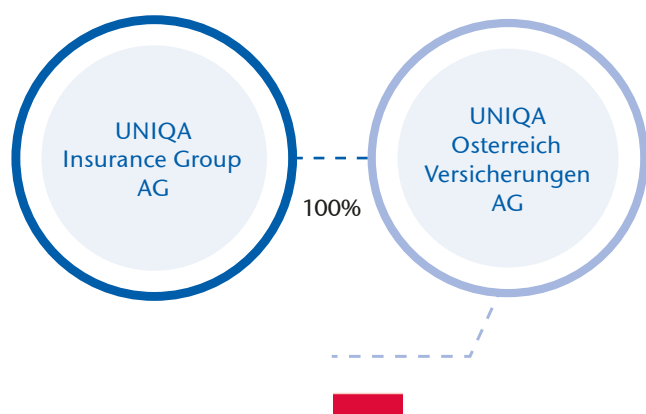 UNIQA
Insurance Group
AG
100%
UNIQA
Osterreich
Versicherungen
AG